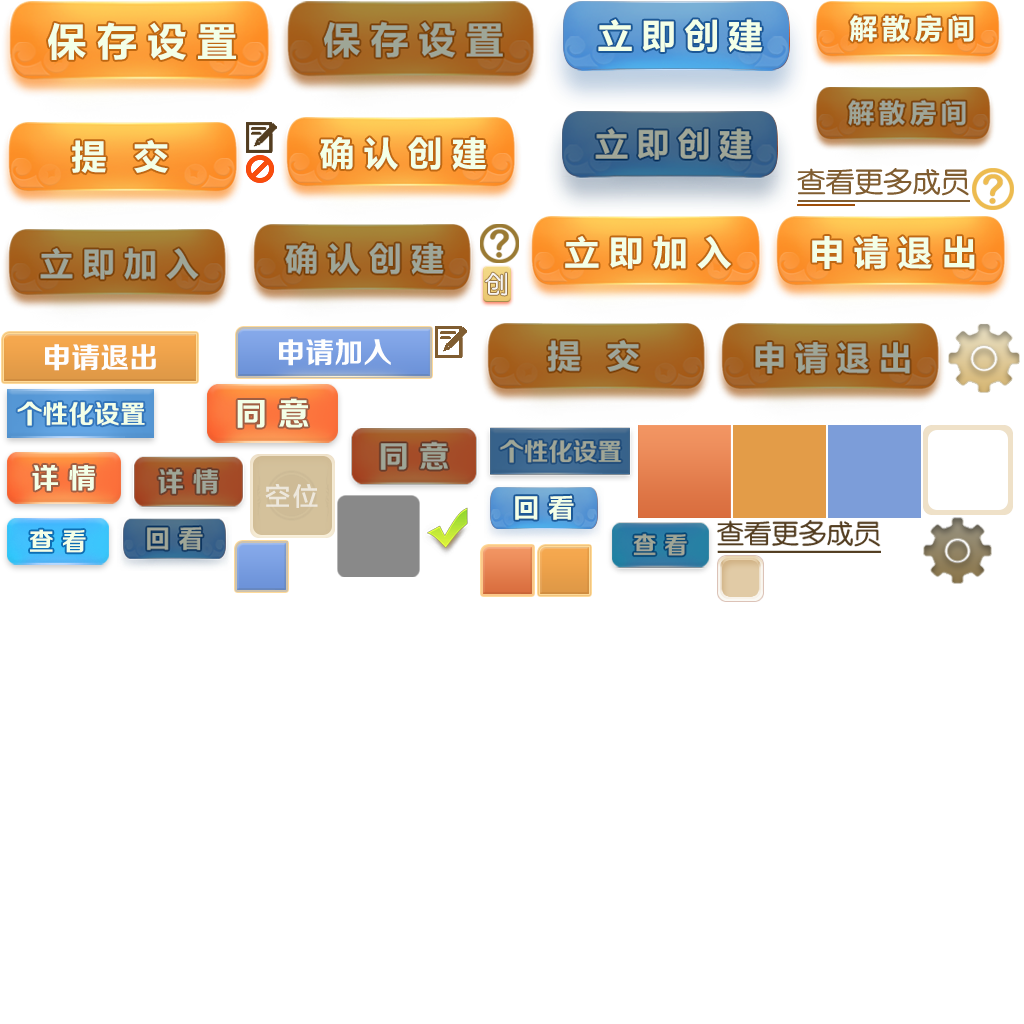 保存设置
保存设置
立即创建
解散房间
解散房间
提 交
确认创建
立即创建
查看更多成员
?
立即加入
确认创建
?
创
立即加入
申请退出
申请退出
申请加入
提 交
申请退出
个性化设置
同意
同意
个性化设置
详情
详情
空位
回看
查看
回看
查看
查看更多成员